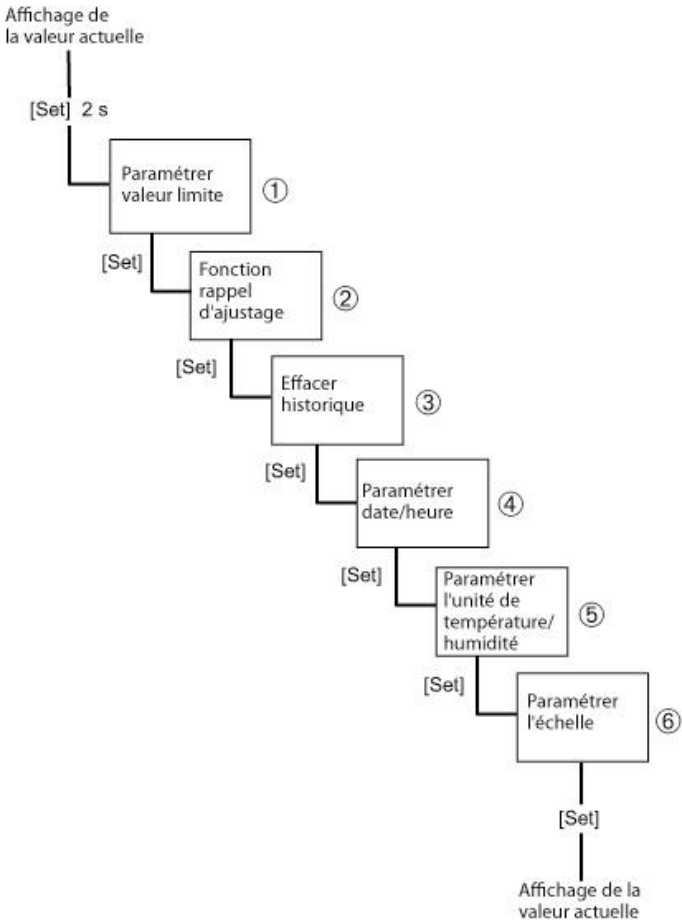 Affichage de
la valeur actuelle
[Set] 2 s
Paramétrer
valeur limite
①
[Set]
Fonction
rappel
d'ajustage
②
[Set]
Effacer
historique
③
[Set]
Paramétrer
date/heure
④
[Set]
Paramétrer
l'unité de
température/
humidité
⑤
[Set]
Paramétrer
l'échelle
⑥
[Set]
Affichage de la
valeur actuelle